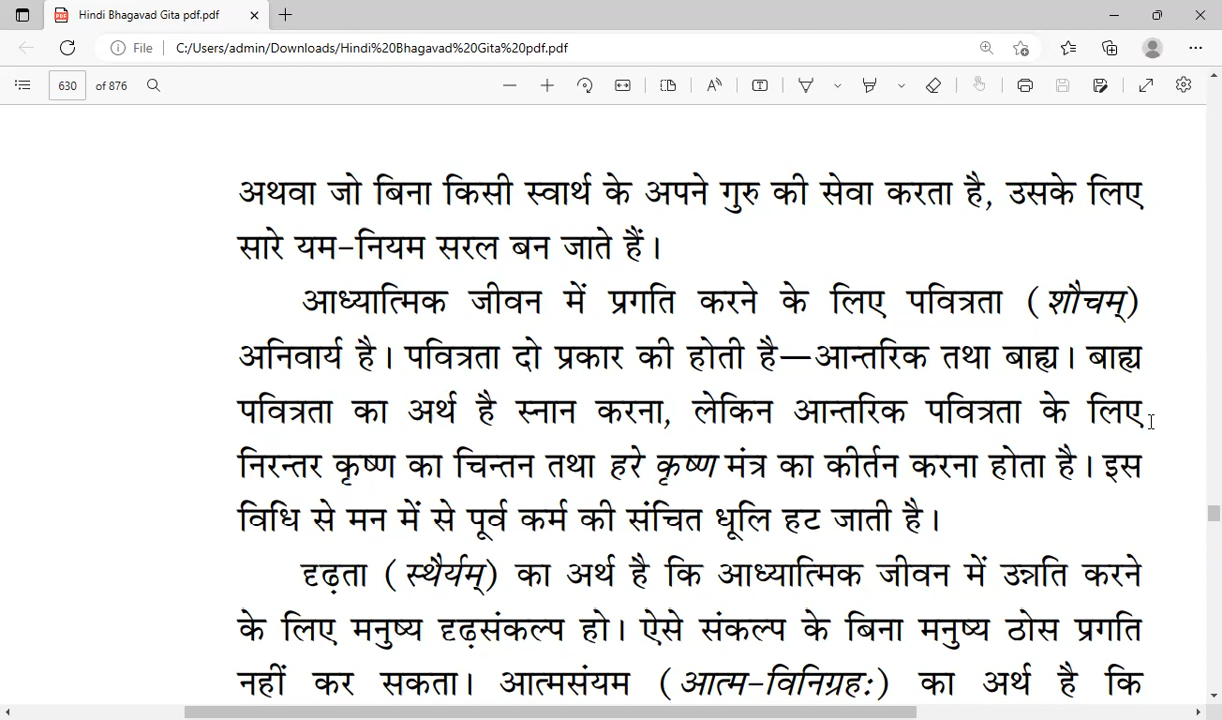 Hindi Bhagavad Gita pdf.pdf
File C:/Users/admin/Downloads/Hindi%20Bhagavad%20Gita%20pdf.pdf
630 of 876
अथवा जो बिना किसी स्वार्थ के अपने गुरु की सेवा करता है, उसके लिए
सारे यम-नियम सरल बन जाते हैं।
आध्यात्मिक जीवन में प्रगति करने के लिए पवित्रता (शौचम्)
अनिवार्य है। पवित्रता दो प्रकार की होती है—आन्तरिक तथा बाह्य। बाह्य
पवित्रता का अर्थ है स्नान करना, लेकिन आन्तरिक पवित्रता के लिए
निरन्तर कृष्ण का चिन्तन तथा हरे कृष्ण मंत्र का कीर्तन करना होता है। इस
विधि से मन में से पूर्व कर्म की संचित धूलि हट जाती है।
दृढ़ता (स्थैर्यम्) का अर्थ है कि आध्यात्मिक जीवन में उन्नति करने
के लिए मनुष्य दृढ़संकल्प हो। ऐसे संकल्प के बिना मनुष्य ठोस प्रगति
नहीं कर सकता। आत्मसंयम (आत्म-विनिग्रहः) का अर्थ है कि